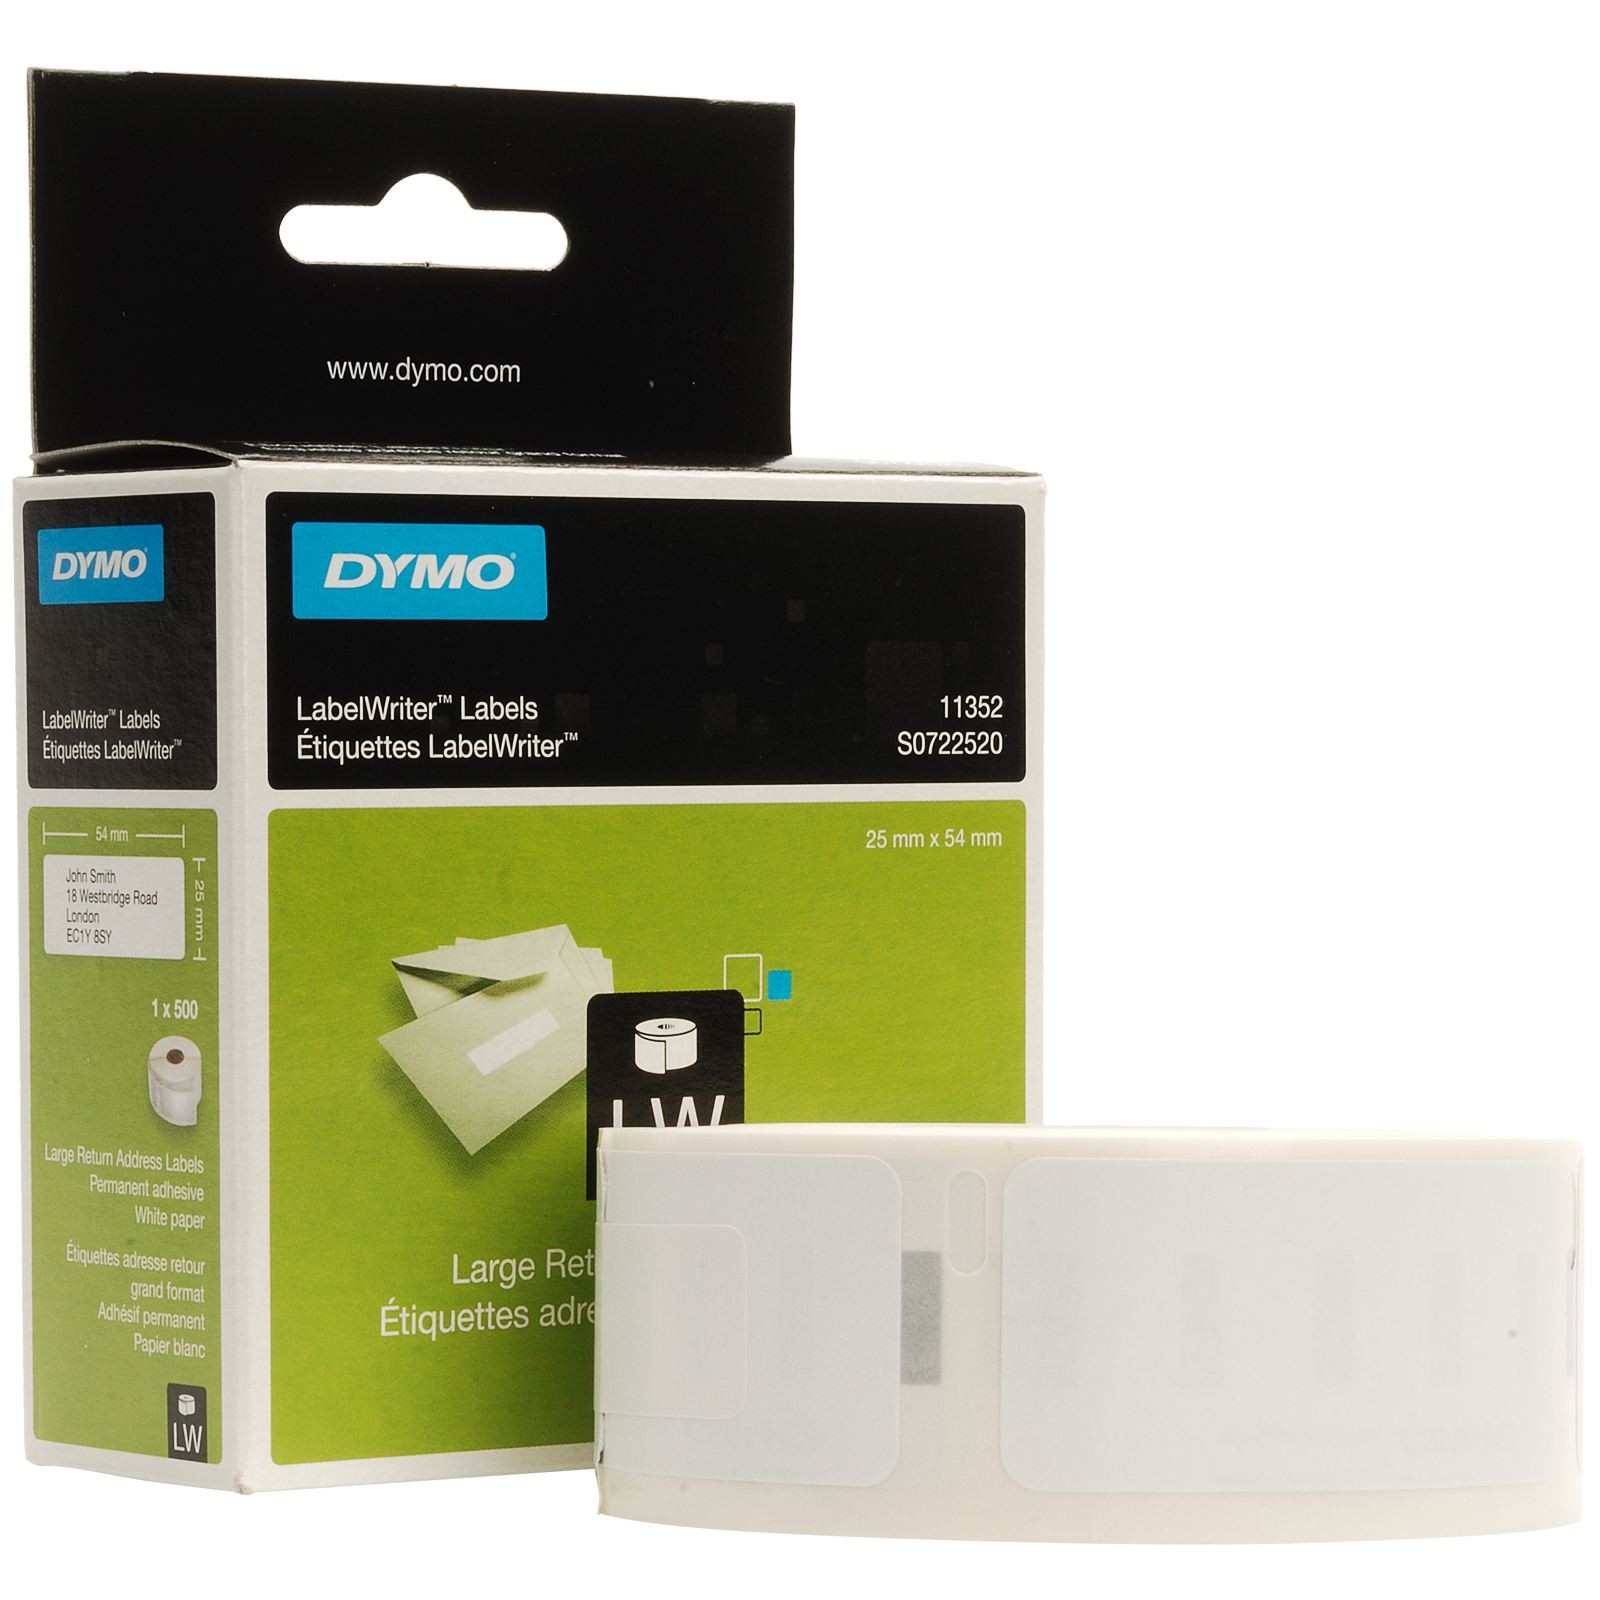 www.dymo.com
DYMO
LabelWriter™ Labels
Étiquettes LabelWriter™
54 mm
John Smith
18 Westbridge Road
London
EC1Y 8SY
25 mm
1 x 500
Large Return Address Labels
Permanent adhesive
White paper
Étiquettes adresse retour
grand format
Adhésif permanent
Papier blanc
LW
DYMO®
LabelWriter™ Labels
Étiquettes LabelWriter™
11352
S0722520
25 mm x 54 mm
LW
Large Ret
Étiquettes adre